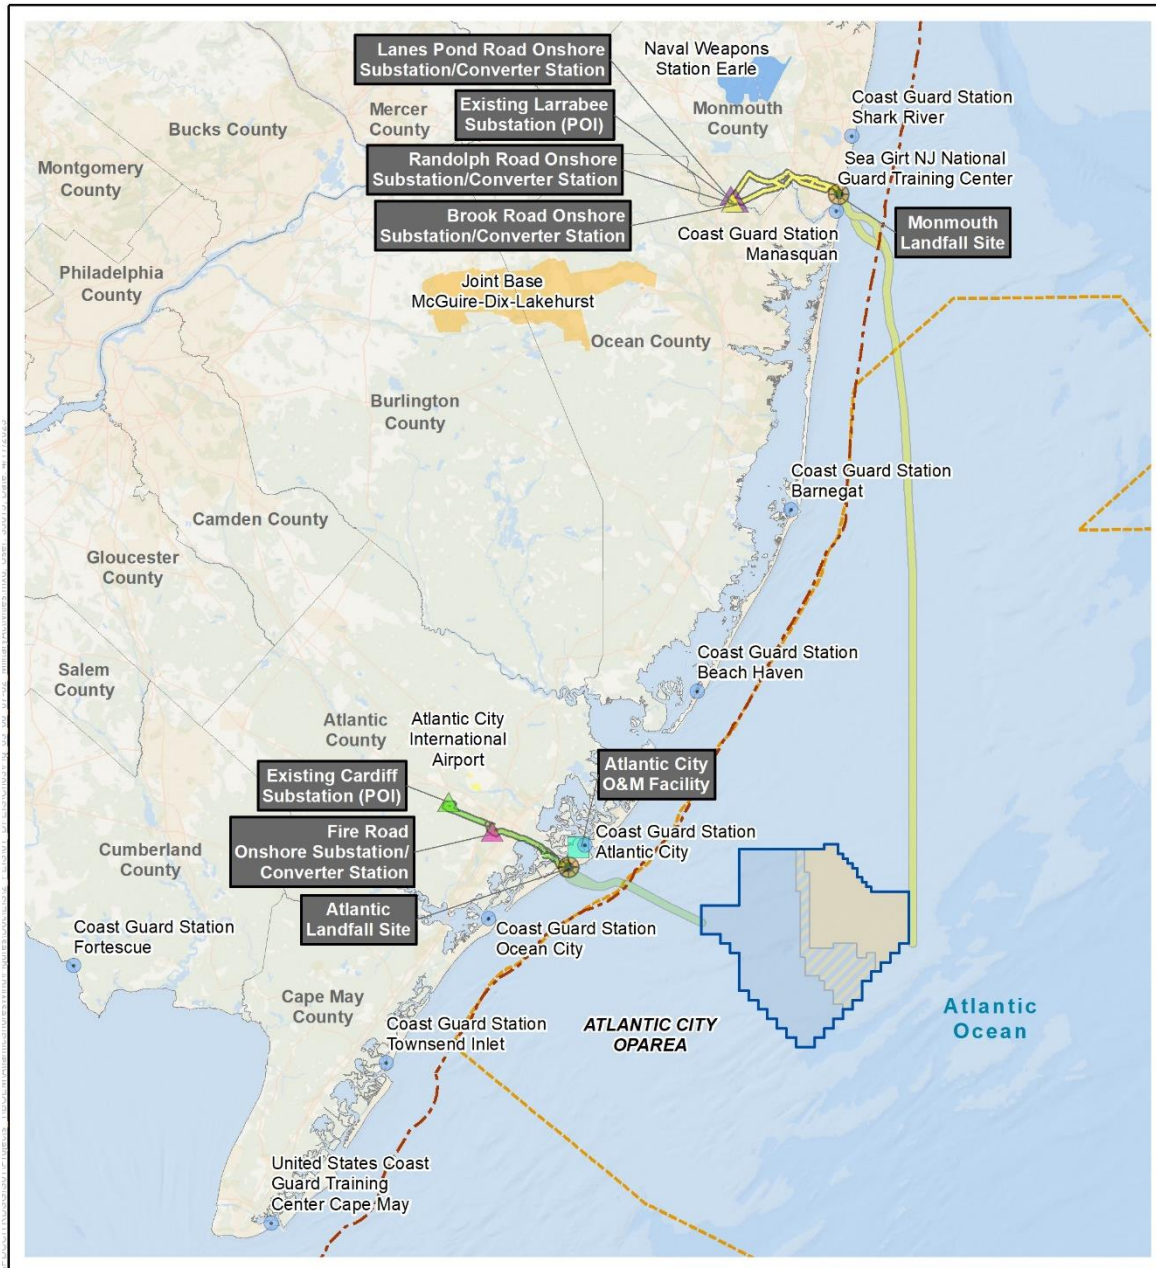 Lanes Pond Road Onshore
Substation/Converter Station
Naval Weapons
Station Earle
Existing Larrabee
Substation (POI)
Mercer
County
Monmouth
County
Coast Guard Station
Shark River
Bucks County
Randolph Road Onshore
Substation/Converter Station
Sea Girt NJ National
Guard Training Center
Montgomery
County
Brook Road Onshore
Substation/Converter Station
Monmouth
Landfall Site
Coast Guard Station
Manasquan
Philadelphia
County
Joint Base
McGuire-Dix-Lakehurst
Ocean County
Burlington
County
Coast Guard Station
Barnegat
Camden County
Gloucester
County
Coast Guard Station
Beach Haven
Salem
County
Atlantic
County
Atlantic City
International
Airport
Existing Cardiff
Substation (POI)
Atlantic City
O&M Facility
Fire Road
Onshore Substation/
Converter Station
Coast Guard Station
Atlantic City
Cumberland
County
Atlantic
Landfall Site
Coast Guard Station
Fortescue
Coast Guard Station
Ocean City
Cape May
County
Coast Guard Station
Townsend Inlet
ATLANTIC CITY
OPAREA
Atlantic
Ocean
United States Coast
Guard Training
Center Cape May